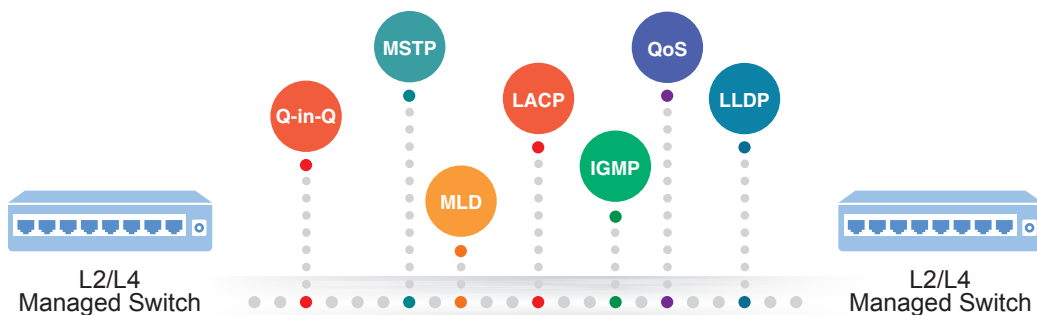 MSTP
QoS
Q-in-Q
LACP
LLDP
IGMP
MLD
L2/L4
Managed Switch
L2/L4
Managed Switch